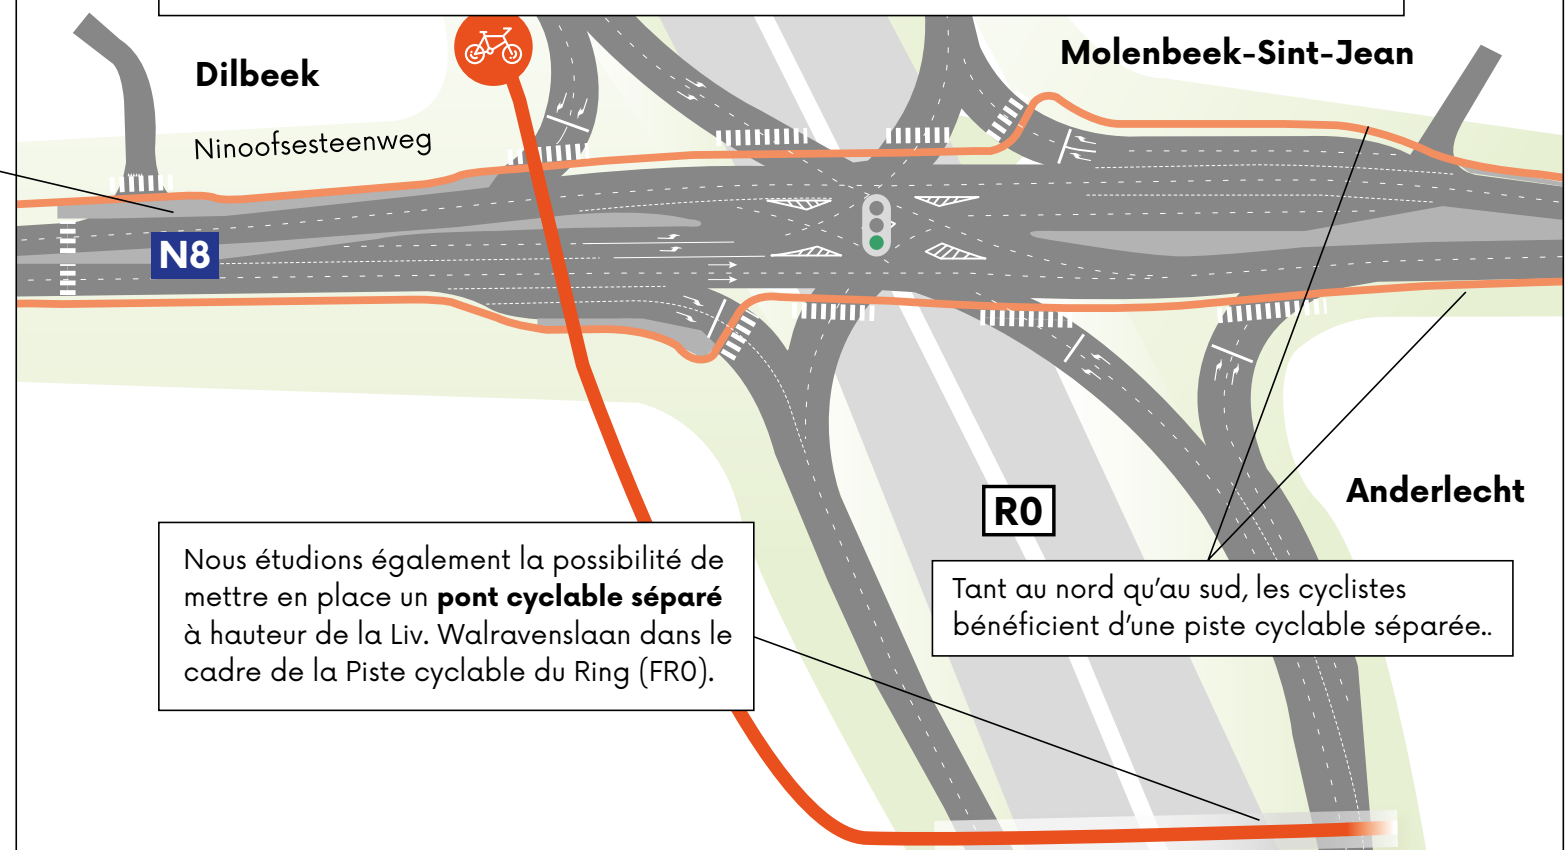 Dilbeek
Molenbeek-Sint-Jean
Ninoofsesteenweg
N8
R0
Anderlecht
Nous étudions également la possibilité de
mettre en place un pont cyclable séparé
à hauteur de la Liv. Walravenslaan dans le
cadre de la Piste cyclable du Ring (FR0).
Tant au nord qu'au sud, les cyclistes
bénéficient d'une piste cyclable séparée..